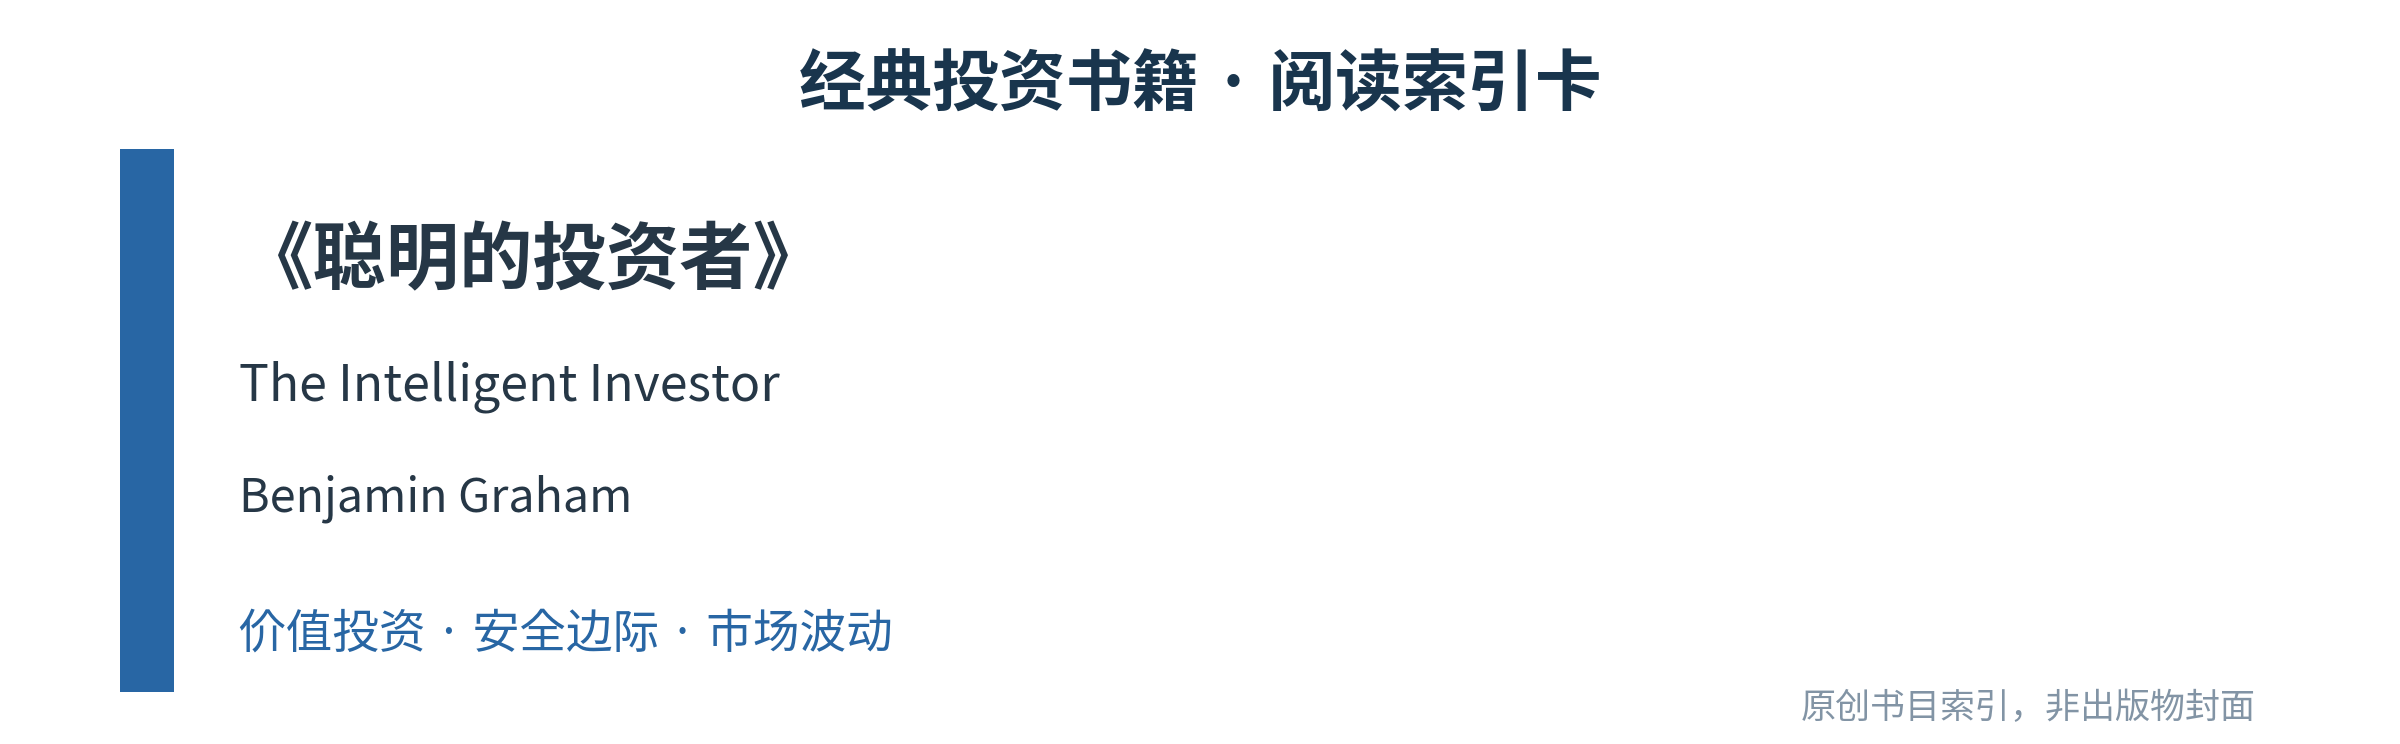 经典投资书籍 · 阅读索引卡
《聪明的投资者》
The Intelligent Investor
Benjamin Graham
价值投资 · 安全边际 · 市场波动
原创书目索引，非出版物封面